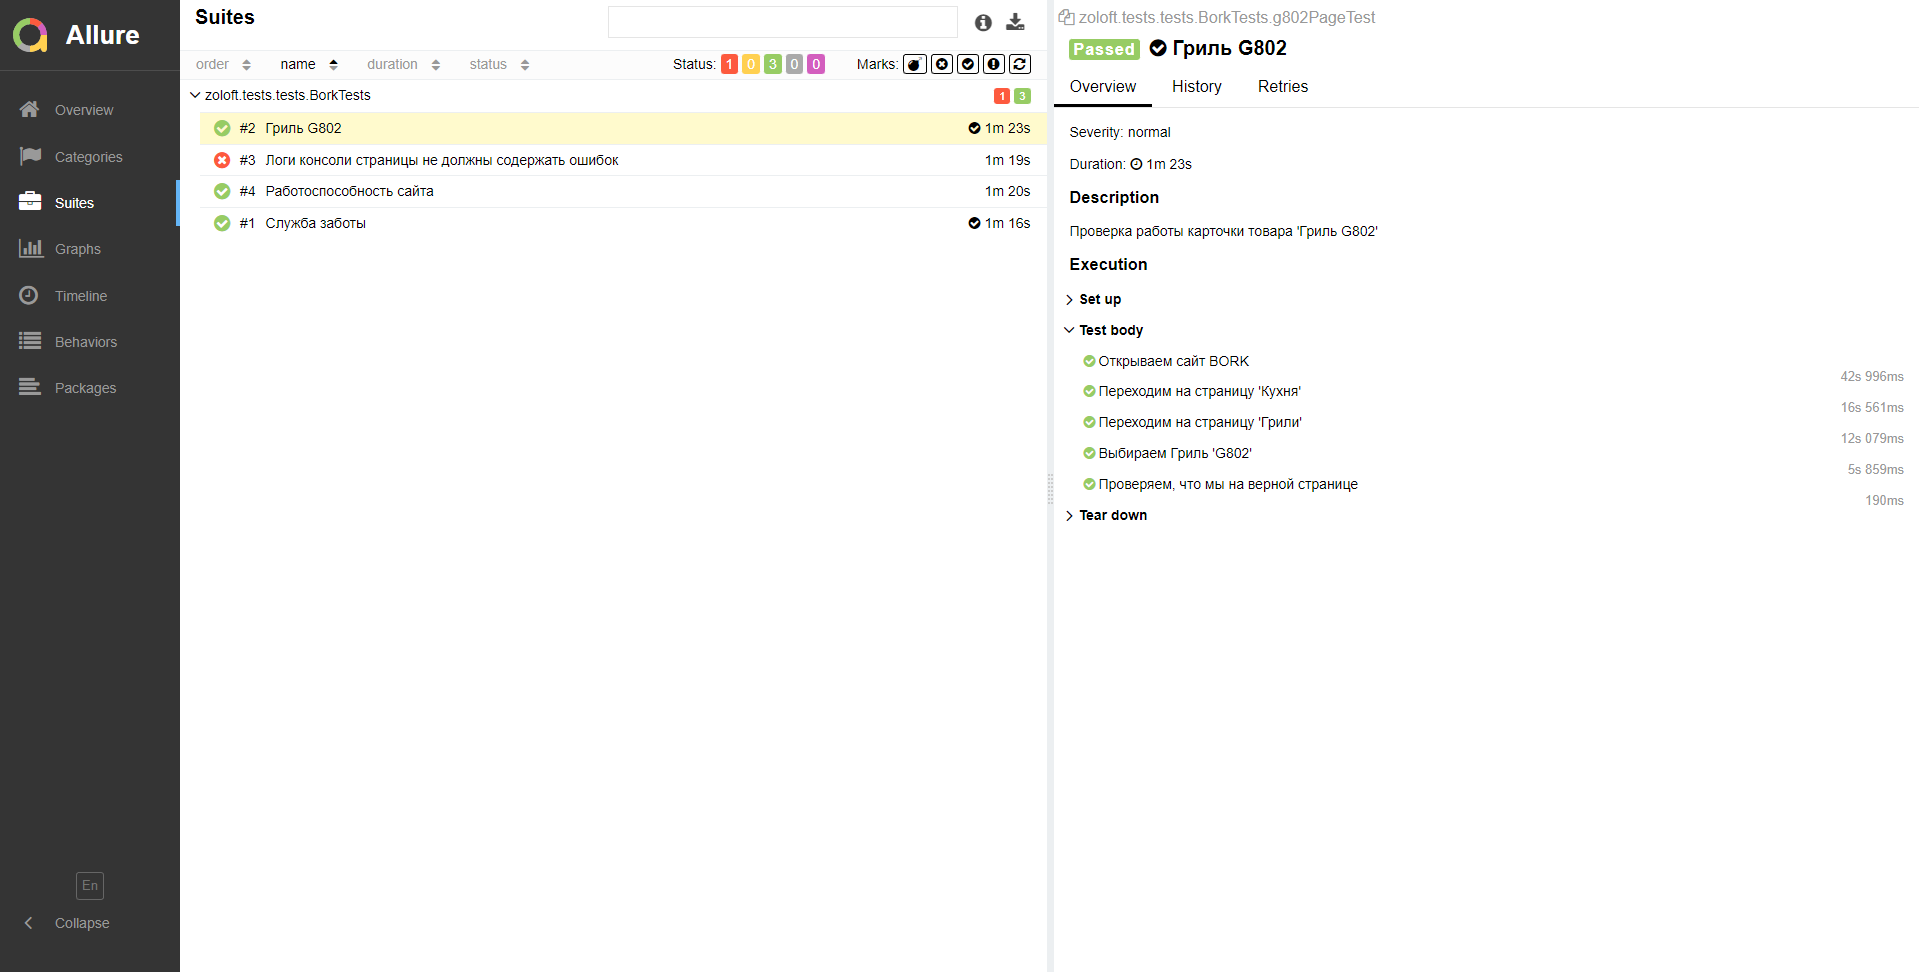 Allure
Overview
Categories
Suites
Graphs
Timeline
Behaviors
Packages
En
Collapse
Suites
order name duration status Status: 1 0 3 0 0 Marks:
zoloft.tests.tests.BorkTests 1 3
#2 Гриль G802 1m 23s
#3 Логи консоли страницы не должны содержать ошибок 1m 19s
#4 Работоспособность сайта 1m 20s
#1 Служба заботы 1m 16s
zoloft.tests.tests.BorkTests.g802PageTest
Passed Гриль G802
Overview History Retries
Severity: normal
Duration: 1m 23s
Description
Проверка работы карточки товара 'Гриль G802'
Execution
Set up
Test body
Открываем сайт BORK
42s 996ms
Переходим на страницу 'Кухня'
16s 561ms
Переходим на страницу 'Грили'
12s 079ms
Выбираем Гриль 'G802'
5s 859ms
Проверяем, что мы на верной странице
190ms
Tear down